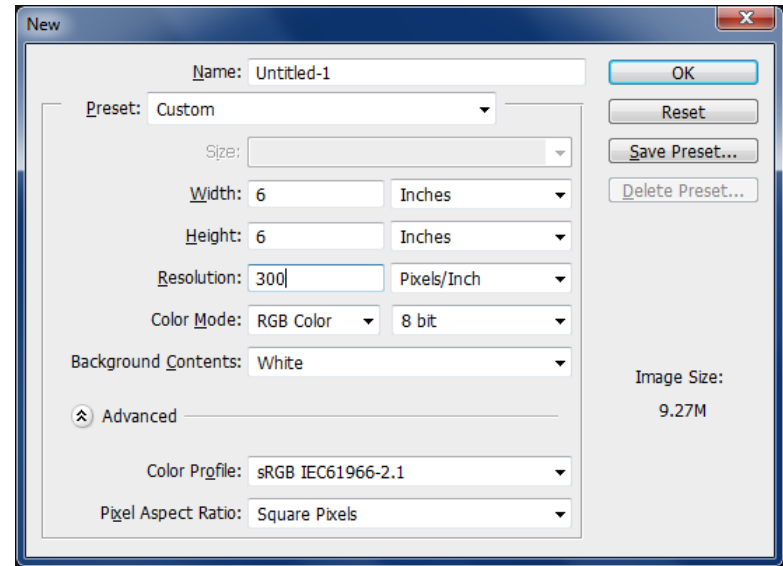 New
Name: Untitled-1
OK
Preset: Custom
Reset
Size:
Save Preset...
Width: 6 Inches
Delete Preset...
Height: 6 Inches
Resolution: 300 Pixels/Inch
Color Mode: RGB Color 8 bit
Background Contents: White
Image Size:
9.27M
Advanced
Color Profile: sRGB IEC61966-2.1
Pixel Aspect Ratio: Square Pixels